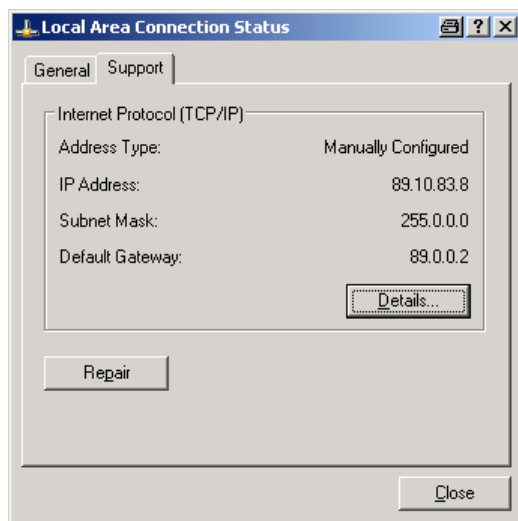 Local Area Connection Status
General Support
Internet Protocol (TCP/IP)
Address Type: Manually Configured
IP Address: 89.10.83.8
Subnet Mask: 255.0.0.0
Default Gateway: 89.0.0.2
Details...
Repair
Close